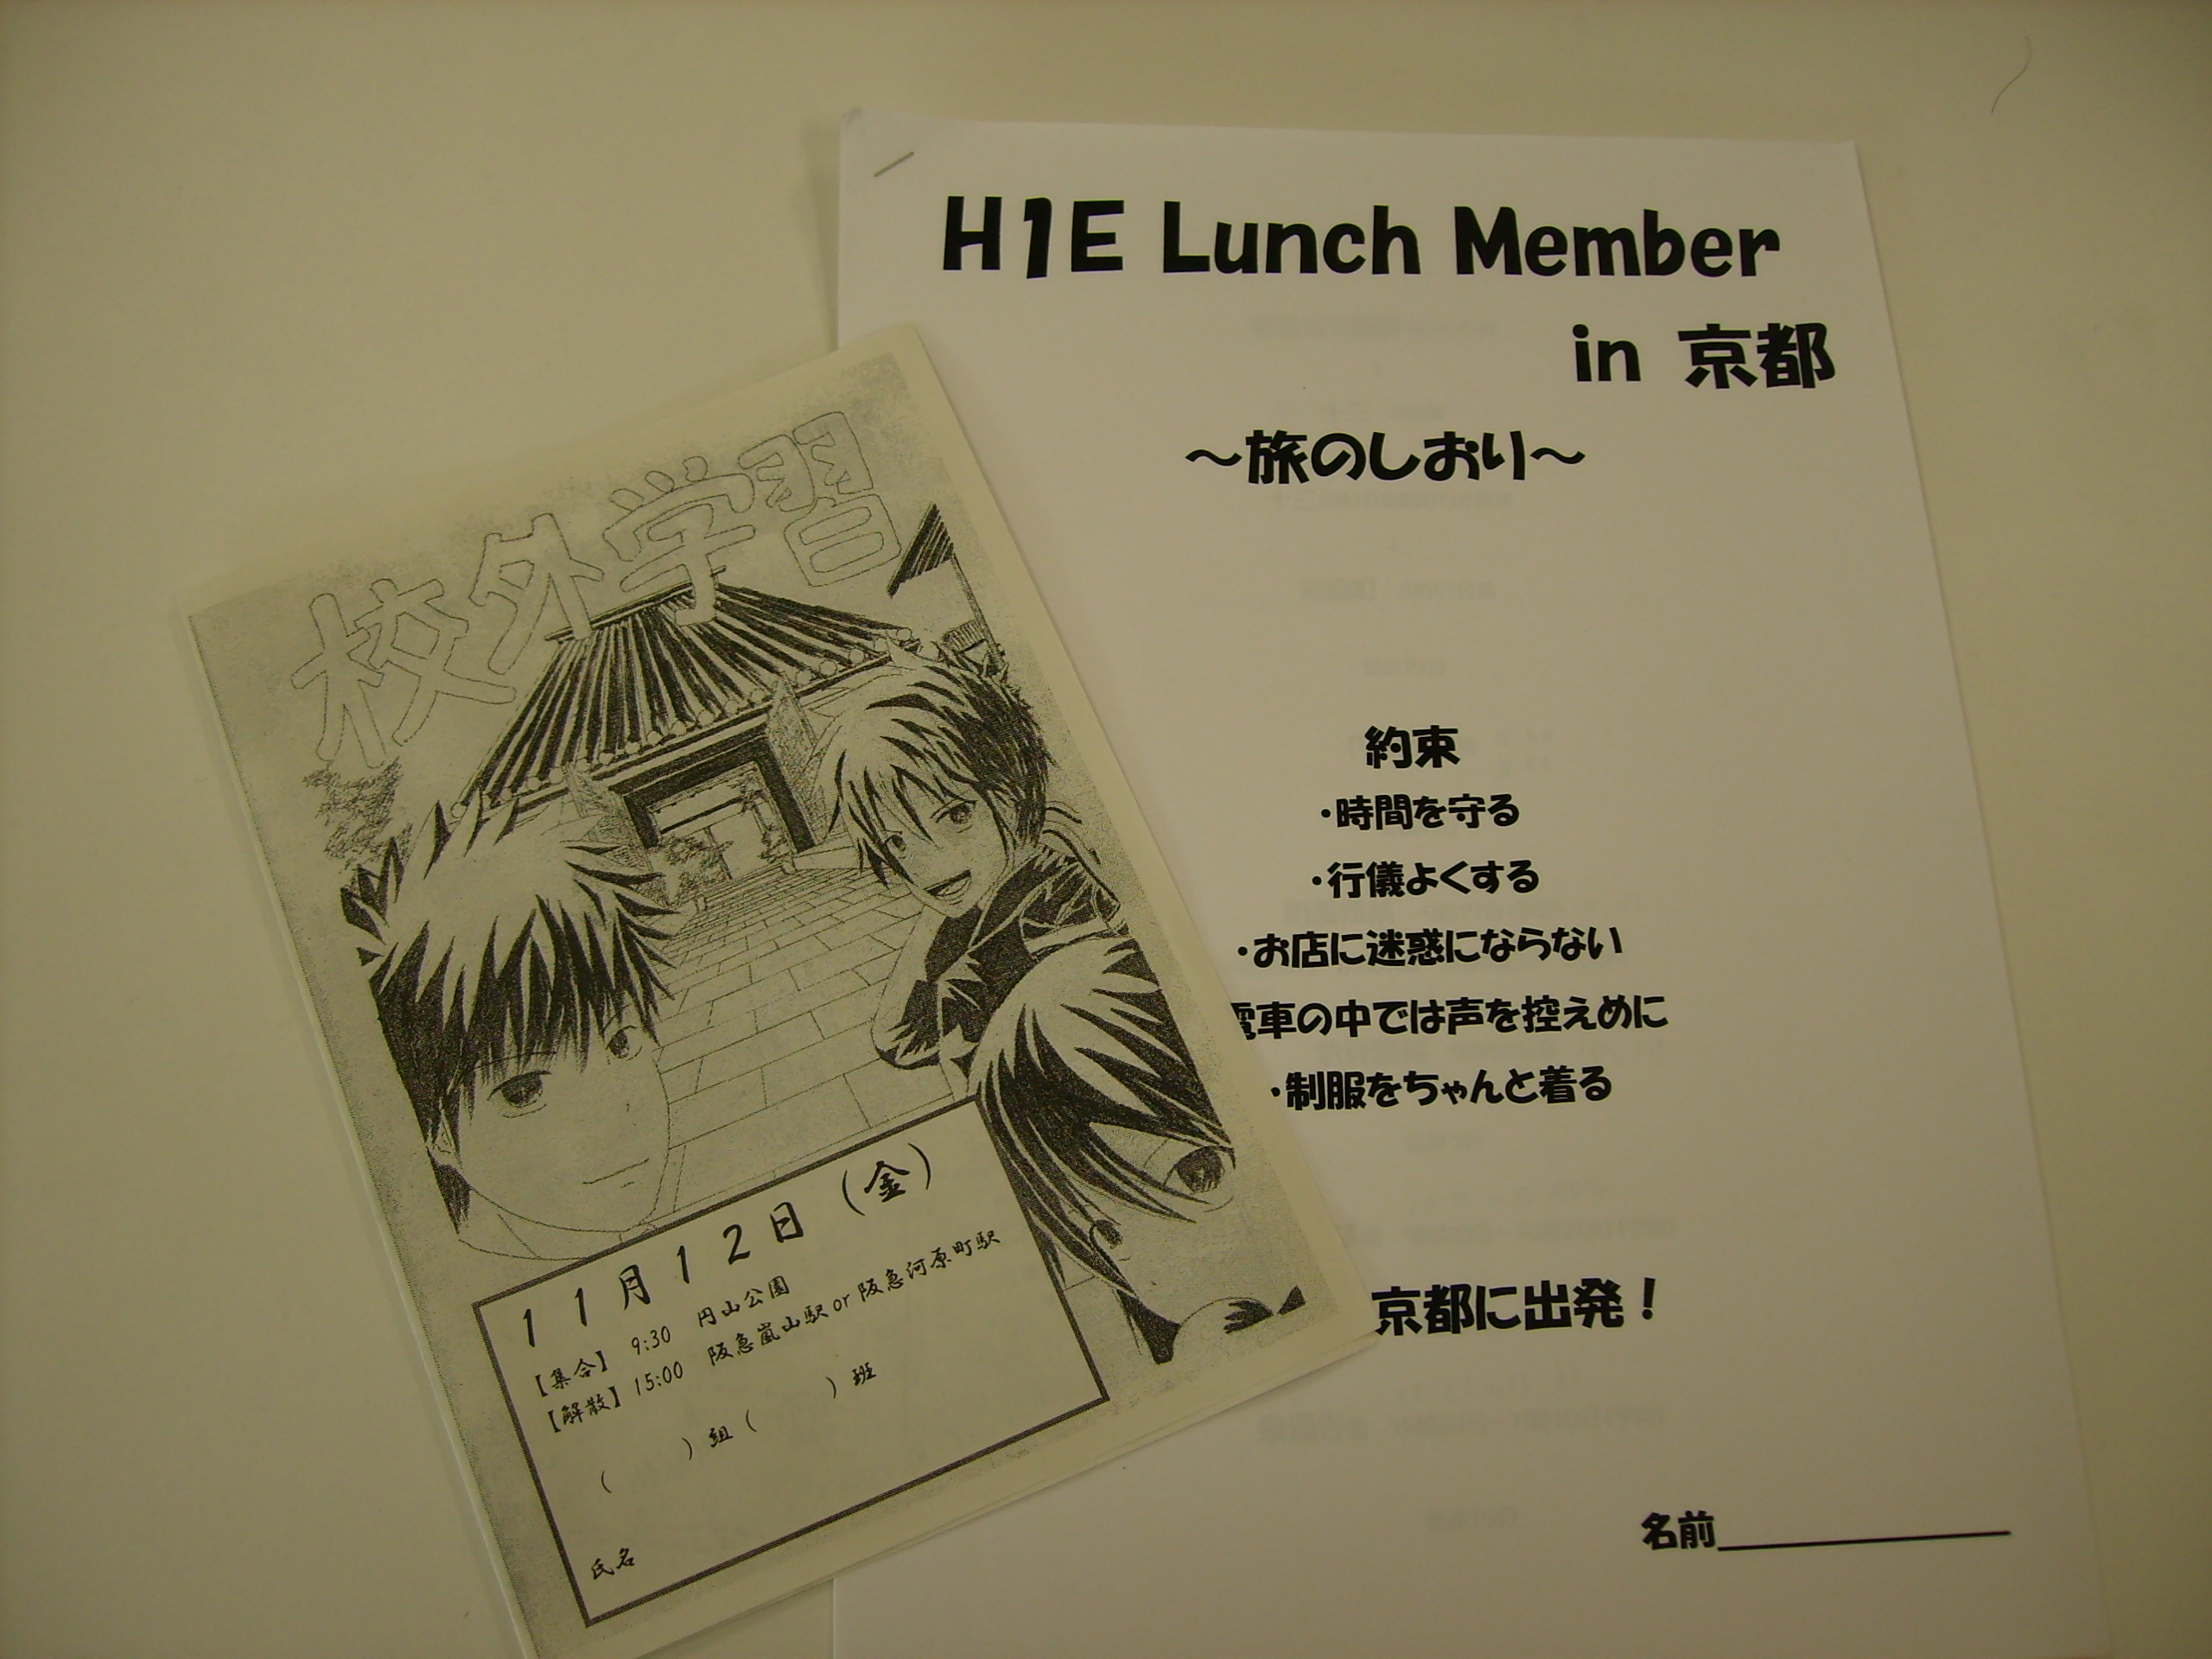 H1E Lunch Member
in 京都
～旅のしおり～
約束
・時間を守る
・行儀よくする
・お店に迷惑にならない
電車の中では声を控えめに
・制服をちゃんと着る
京都に出発！
名前
校外学習
11月12日（金）
【集合】 9:30 円山公園
【解散】 15:00 阪急嵐山駅 or 阪急河原町駅
（ ）組（ ）班
氏名